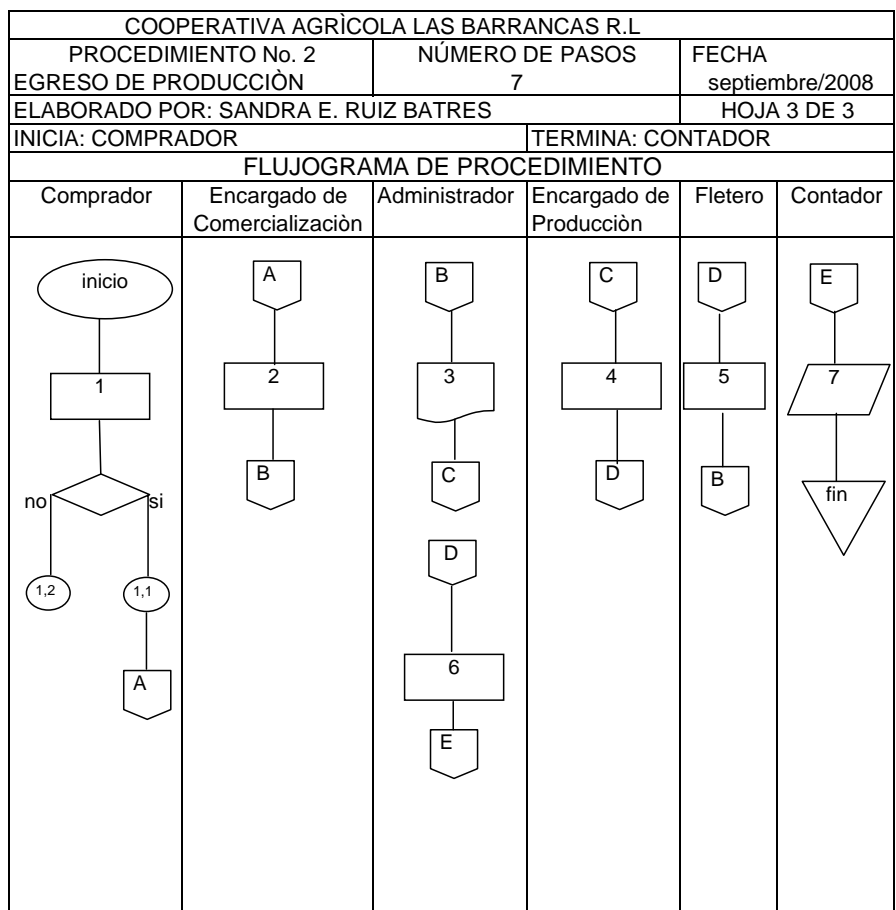 COOPERATIVA AGRÌCOLA LAS BARRANCAS R.L
PROCEDIMIENTO No. 2
EGRESO DE PRODUCCIÒN
NÚMERO DE PASOS
7
FECHA
septiembre/2008
ELABORADO POR: SANDRA E. RUIZ BATRES
HOJA 3 DE 3
INICIA: COMPRADOR
TERMINA: CONTADOR
FLUJOGRAMA DE PROCEDIMIENTO
Comprador
Encargado de
Comercializaciòn
Administrador
Encargado de
Producciòn
Fletero
Contador
inicio
1
no
si
1,2
1,1
A
A
2
B
B
3
C
D
6
E
C
4
D
D
5
B
E
7
fin